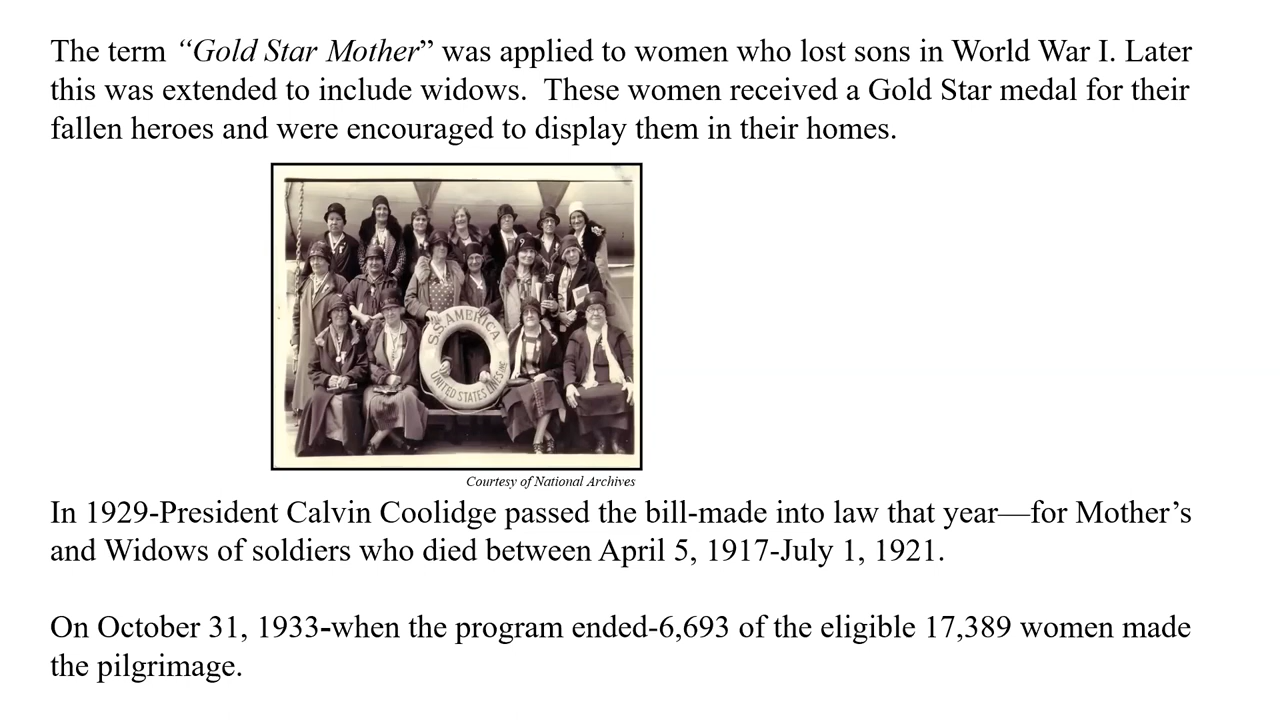 The term “Gold Star Mother” was applied to women who lost sons in World War I. Later
this was extended to include widows.  These women received a Gold Star medal for their
fallen heroes and were encouraged to display them in their homes.
S.S. AMERICA
UNITED STATES LINES INC
Courtesy of National Archives
In 1929-President Calvin Coolidge passed the bill-made into law that year—for Mother’s
and Widows of soldiers who died between April 5, 1917-July 1, 1921.
On October 31, 1933-when the program ended-6,693 of the eligible 17,389 women made
the pilgrimage.